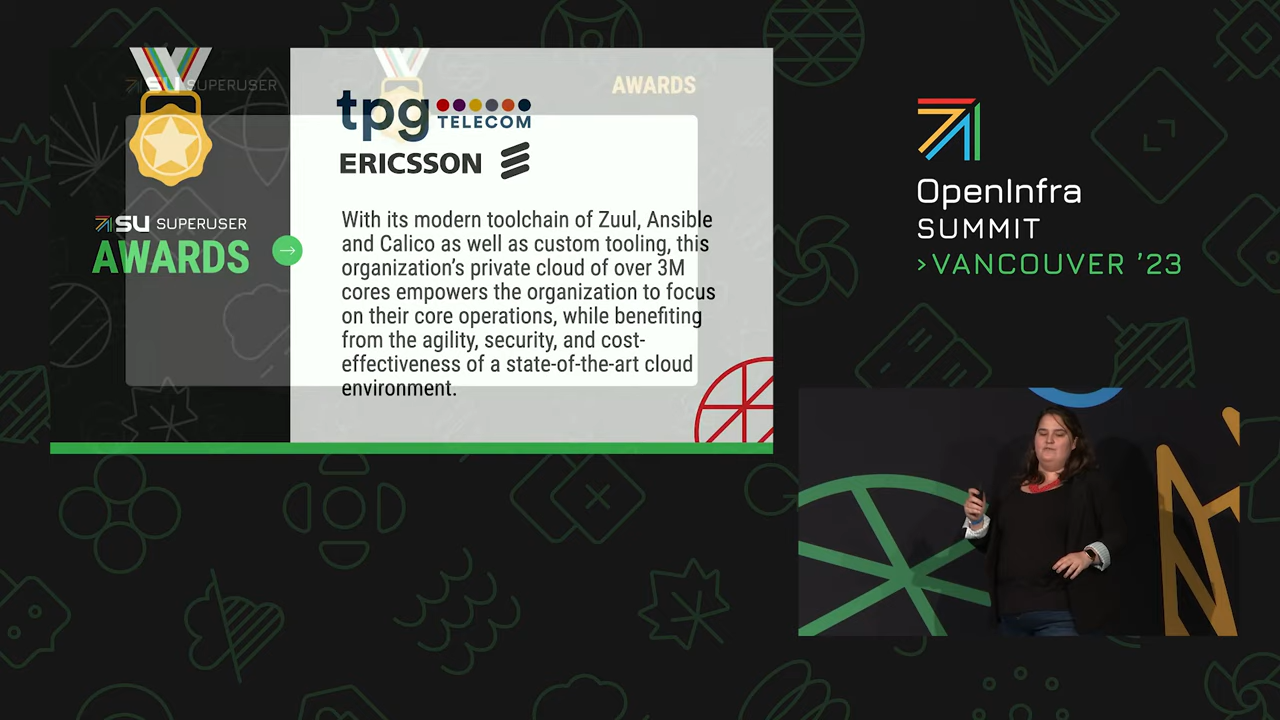 SU SUPERUSER
AWARDS
tpg
TELECOM
ERICSSON
SU SUPERUSER
AWARDS
With its modern toolchain of Zuul, Ansible
and Calico as well as custom tooling, this
organization's private cloud of over 3M
cores empowers the organization to focus
on their core operations, while benefiting
from the agility, security, and cost-
effectiveness of a state-of-the-art cloud
environment.
OpenInfra
SUMMIT
>VANCOUVER '23